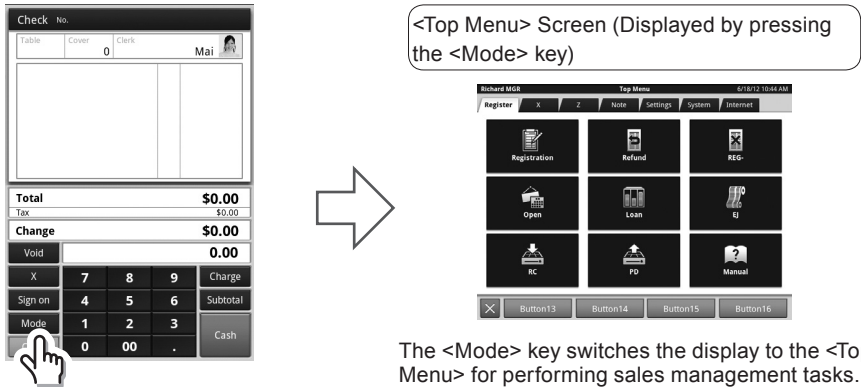 Check No.
Table Cover Clerk
0 Mai
Total $0.00
Tax $0.00
Change $0.00
Void 0.00
X 7 8 9 Charge
Sign on 4 5 6 Subtotal
Mode 1 2 3 Cash
0 00 .
<Top Menu> Screen (Displayed by pressing
the <Mode> key)
Richard MGR Top Menu 6/18/12 10:44 AM
Register X Z Note Settings System Internet
Registration Refund REG-
Open Loan EJ
RC PD Manual
X Button13 Button14 Button15 Button16
The <Mode> key switches the display to the <To
Menu> for performing sales management tasks.